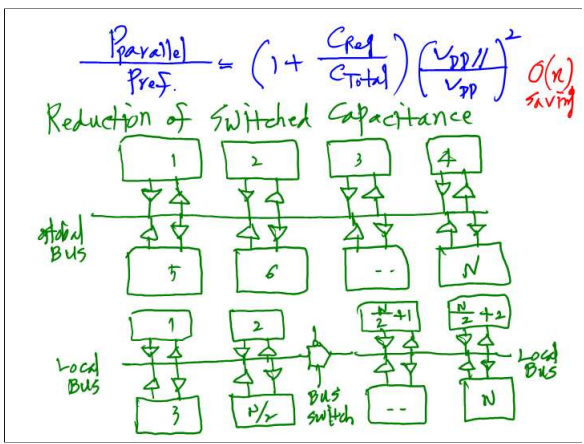 Pparallel / Pref. = (1 + CReg / CTotal) (VDD// / VDD)²
O(n) saving
Reduction of Switched Capacitance
1 2 3 4
global BUS
5 6 -- N
1 2 N/2 +1 N/2 +2
Local BUS
Local Bus
3 N/2 BUS switch -- N